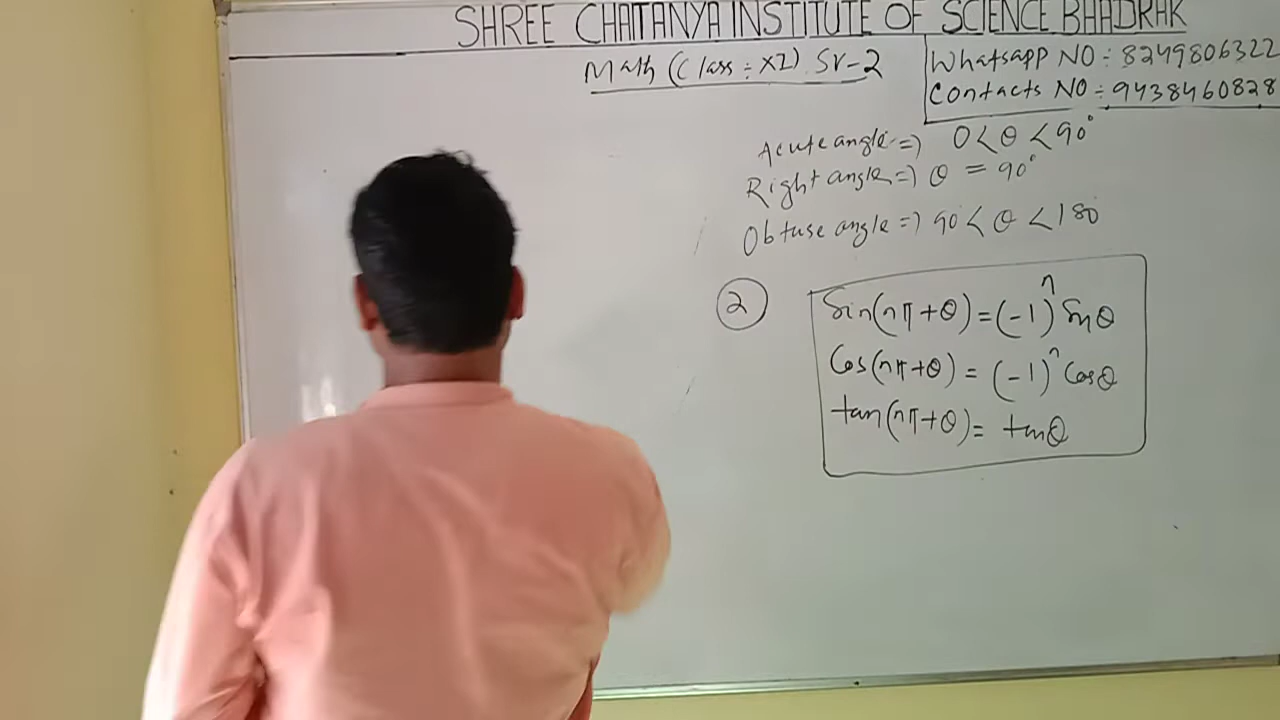 SHREE CHAITANYA INSTITUTE OF SCIENCE BHADRAK
Math (Class ÷ XI) Sr-2
Whatsapp NO : 8249806322
Contacts NO ÷ 9438460828
Acute angle => 0 < θ < 90°
Right angle => θ = 90°
Obtuse angle => 90° < θ < 180
2
Sin(nπ+θ) = (-1)^n Sinθ
Cos(nπ+θ) = (-1)^n Cosθ
tan(nπ+θ) = tanθ